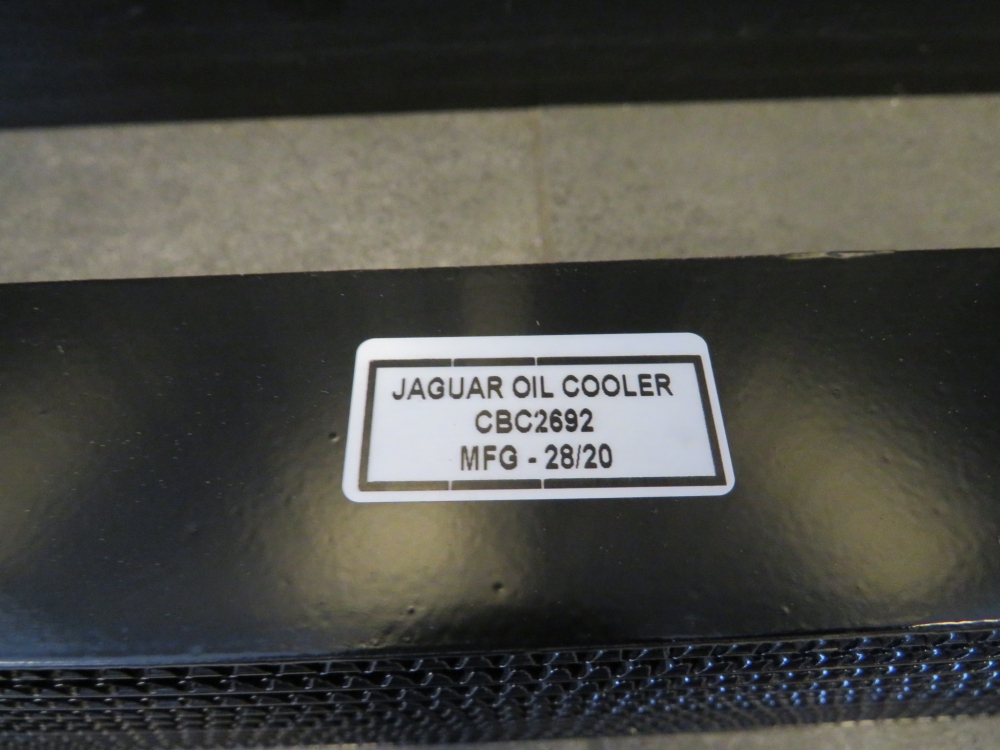 JAGUAR OIL COOLER
CBC2692
MFG - 28/20